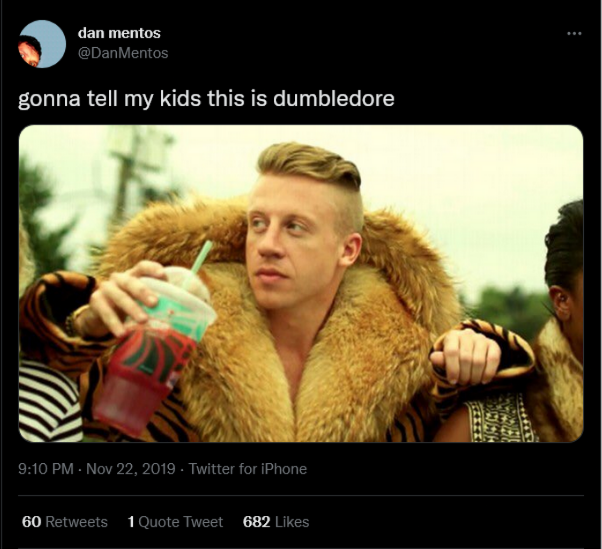 dan mentos
@DanMentos
gonna tell my kids this is dumbledore
9:10 PM · Nov 22, 2019 · Twitter for iPhone
60 Retweets 1 Quote Tweet 682 Likes